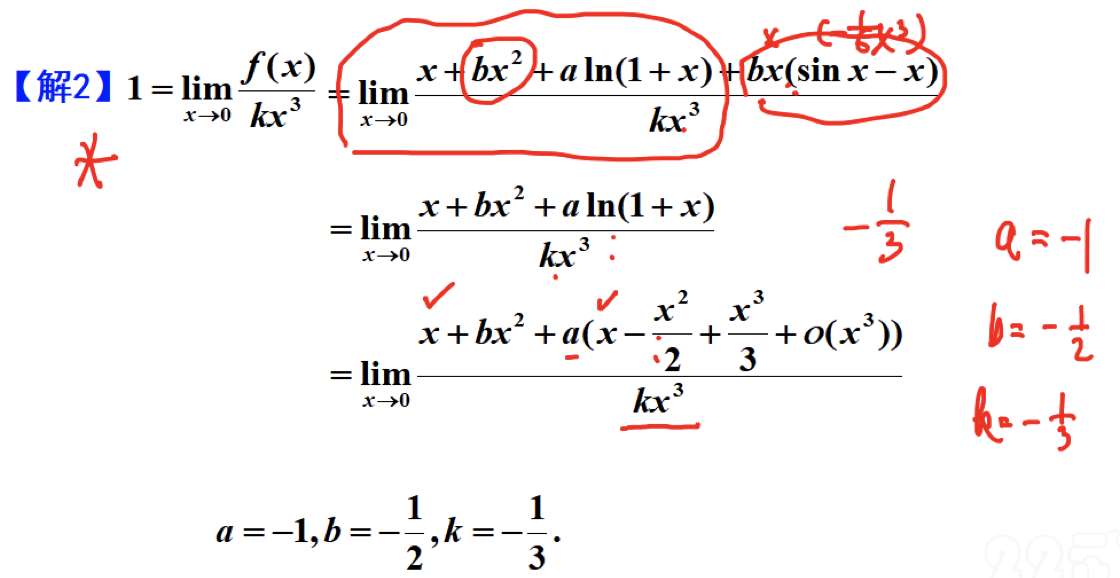 x (-1/6 x³)
【解2】 1 = lim_{x→0} f(x)/(kx³) = lim_{x→0} (x + bx² + a ln(1 + x) + bx(sin x − x))/(kx³)
= lim_{x→0} (x + bx² + a ln(1 + x))/(kx³)
-1/3
a = -1
= lim_{x→0} (x + bx² + a(x − x²/2 + x³/3 + o(x³)))/(kx³)
b = -1/2
k = -1/3
a = −1, b = −1/2, k = −1/3.